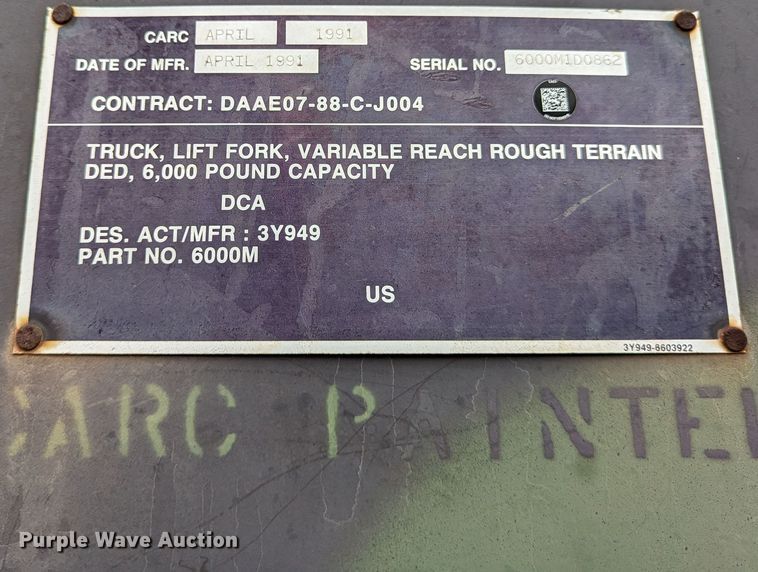 CARC APRIL 1991
DATE OF MFR. APRIL 1991 SERIAL NO. 6000M1D0862
CONTRACT: DAAE07-88-C-J004
TRUCK, LIFT FORK, VARIABLE REACH ROUGH TERRAIN
DED, 6,000 POUND CAPACITY
DCA
DES. ACT/MFR : 3Y949
PART NO. 6000M
US
3Y949-8603922
CARC PAINTE
Purple Wave Auction